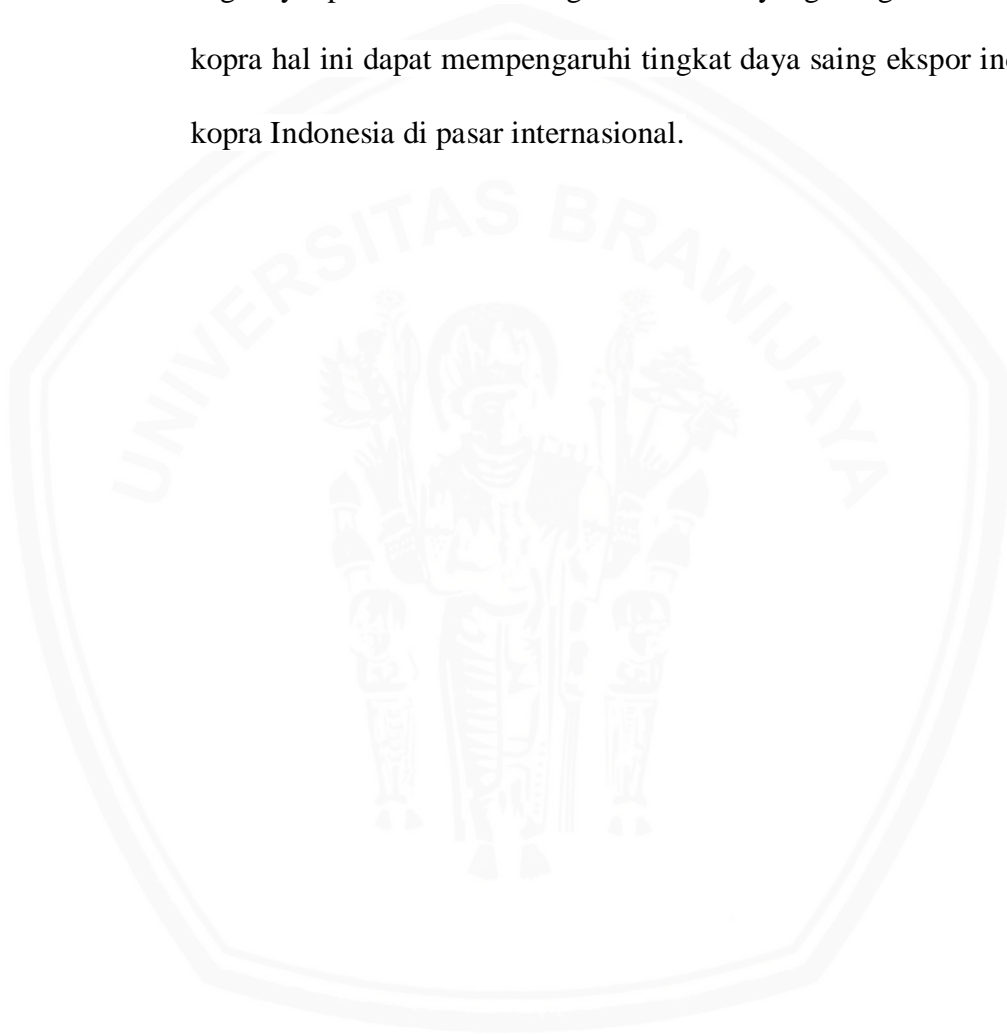 kopra hal ini dapat mempengaruhi tingkat daya saing ekspor
kopra Indonesia di pasar internasional.
UNIVERSITAS BRAWIJAYA